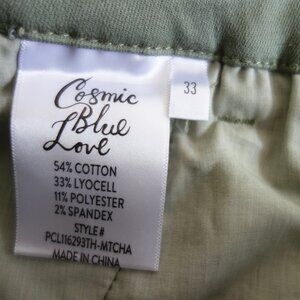 Cosmic
Blue
Love
33
54% COTTON
33% LYOCELL
11% POLYESTER
2% SPANDEX
STYLE#
PCL116293TH-MTCHA
MADE IN CHINA